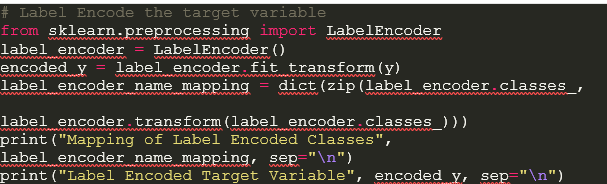 # Label Encode the target variable
from sklearn.preprocessing import LabelEncoder
label_encoder = LabelEncoder()
encoded_y = label_encoder.fit_transform(y)
label_encoder_name_mapping = dict(zip(label_encoder.classes_,
label_encoder.transform(label_encoder.classes_)))
print("Mapping of Label Encoded Classes",
label_encoder_name_mapping, sep="\n")
print("Label Encoded Target Variable", encoded_y, sep="\n")